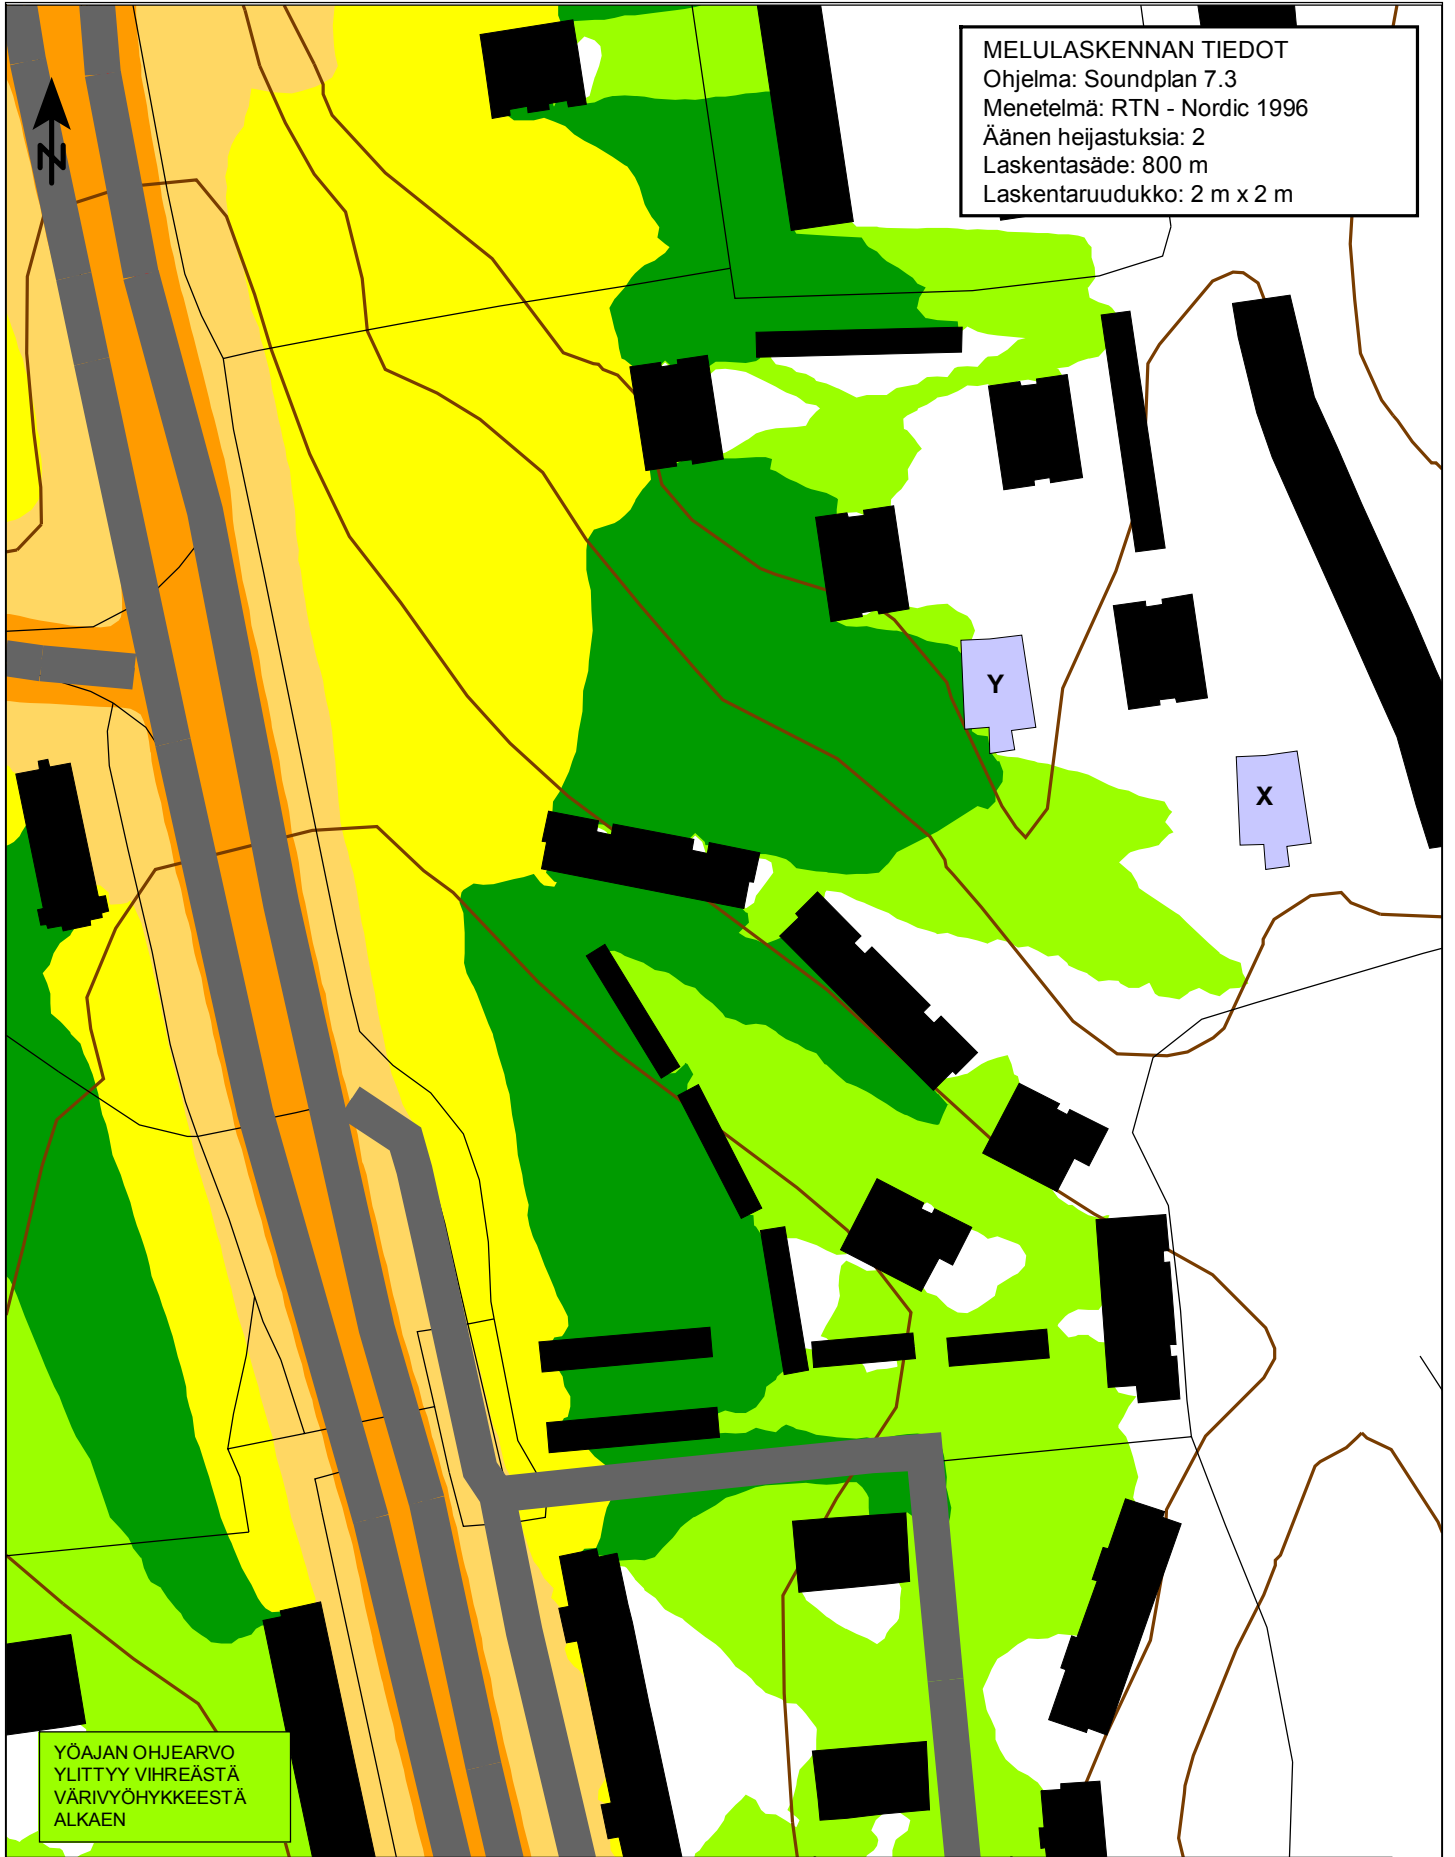 MELULASKENNAN TIEDOT
Ohjelma: Soundplan 7.3
Menetelmä: RTN - Nordic 1996
Äänen heijastuksia: 2
Laskentasäde: 800 m
Laskentaruudukko: 2 m x 2 m
N
Y
X
YÖAJAN OHJEARVO
YLITTYY VIHREÄSTÄ
VÄRIVYÖHYKKEESTÄ
ALKAEN